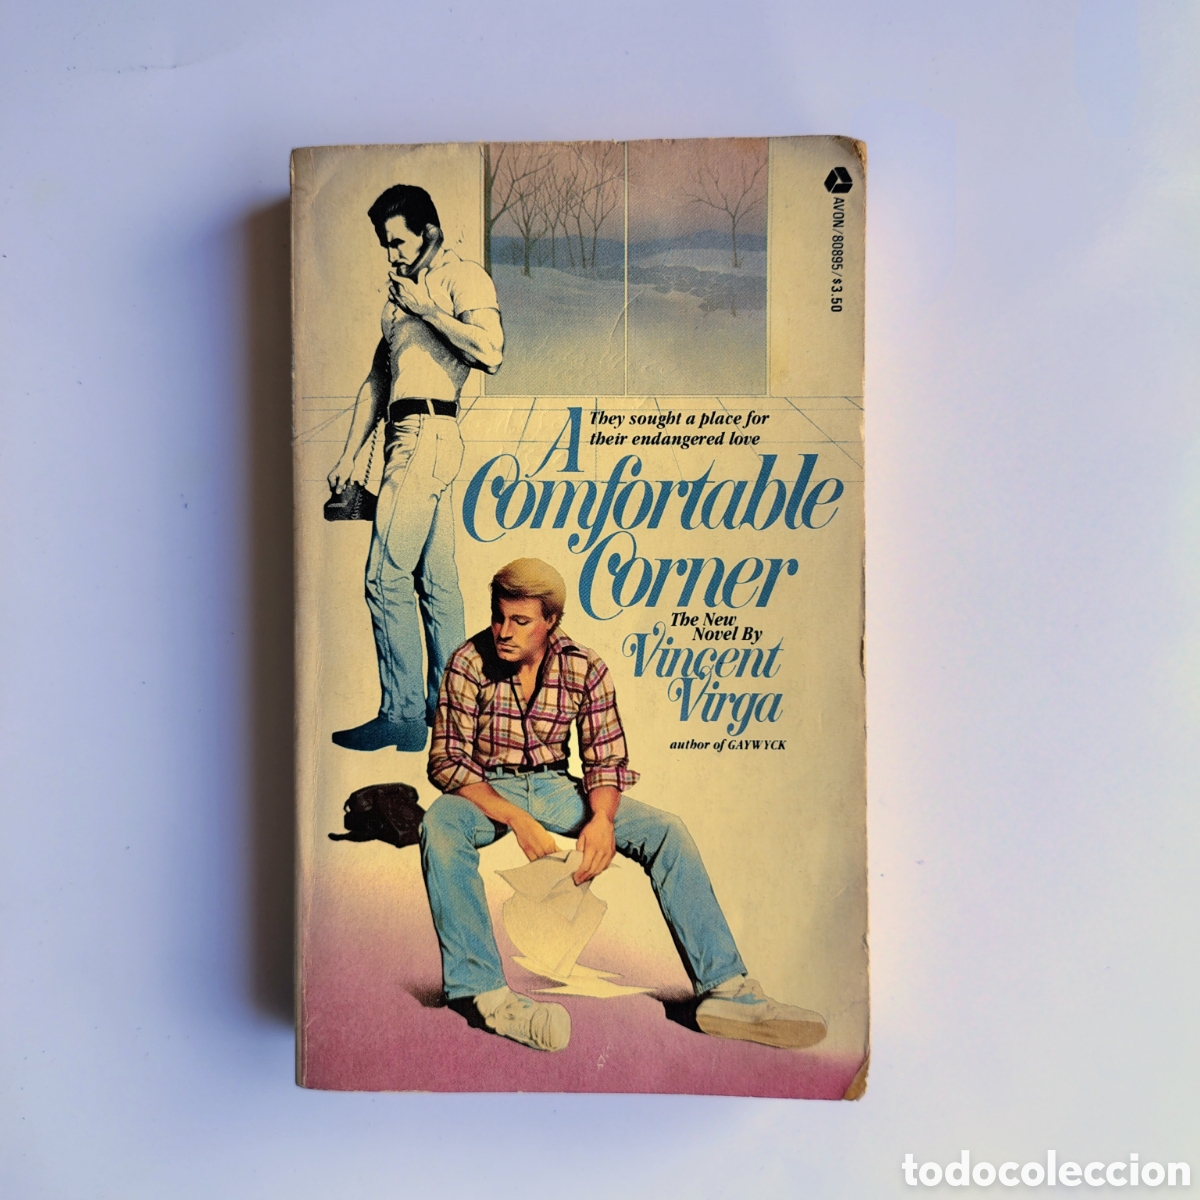 AVON/80895/$3.50
They sought a place for
their endangered love
A
Comfortable
Corner
The New
Novel By
Vincent
Virga
author of GAYWYCK
todocoleccion